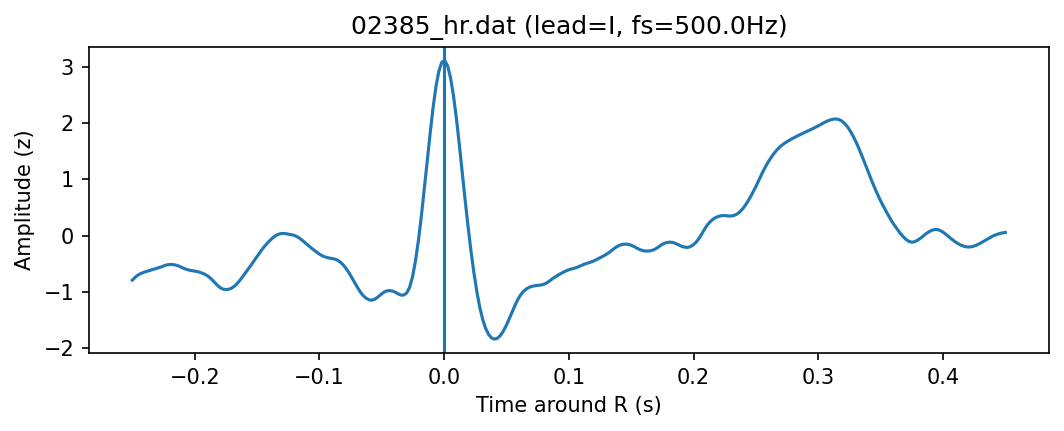 02385_hr.dat (lead=I, fs=500.0Hz)
Amplitude (z)
3
2
1
0
−1
−2
−0.2 −0.1 0.0 0.1 0.2 0.3 0.4
Time around R (s)